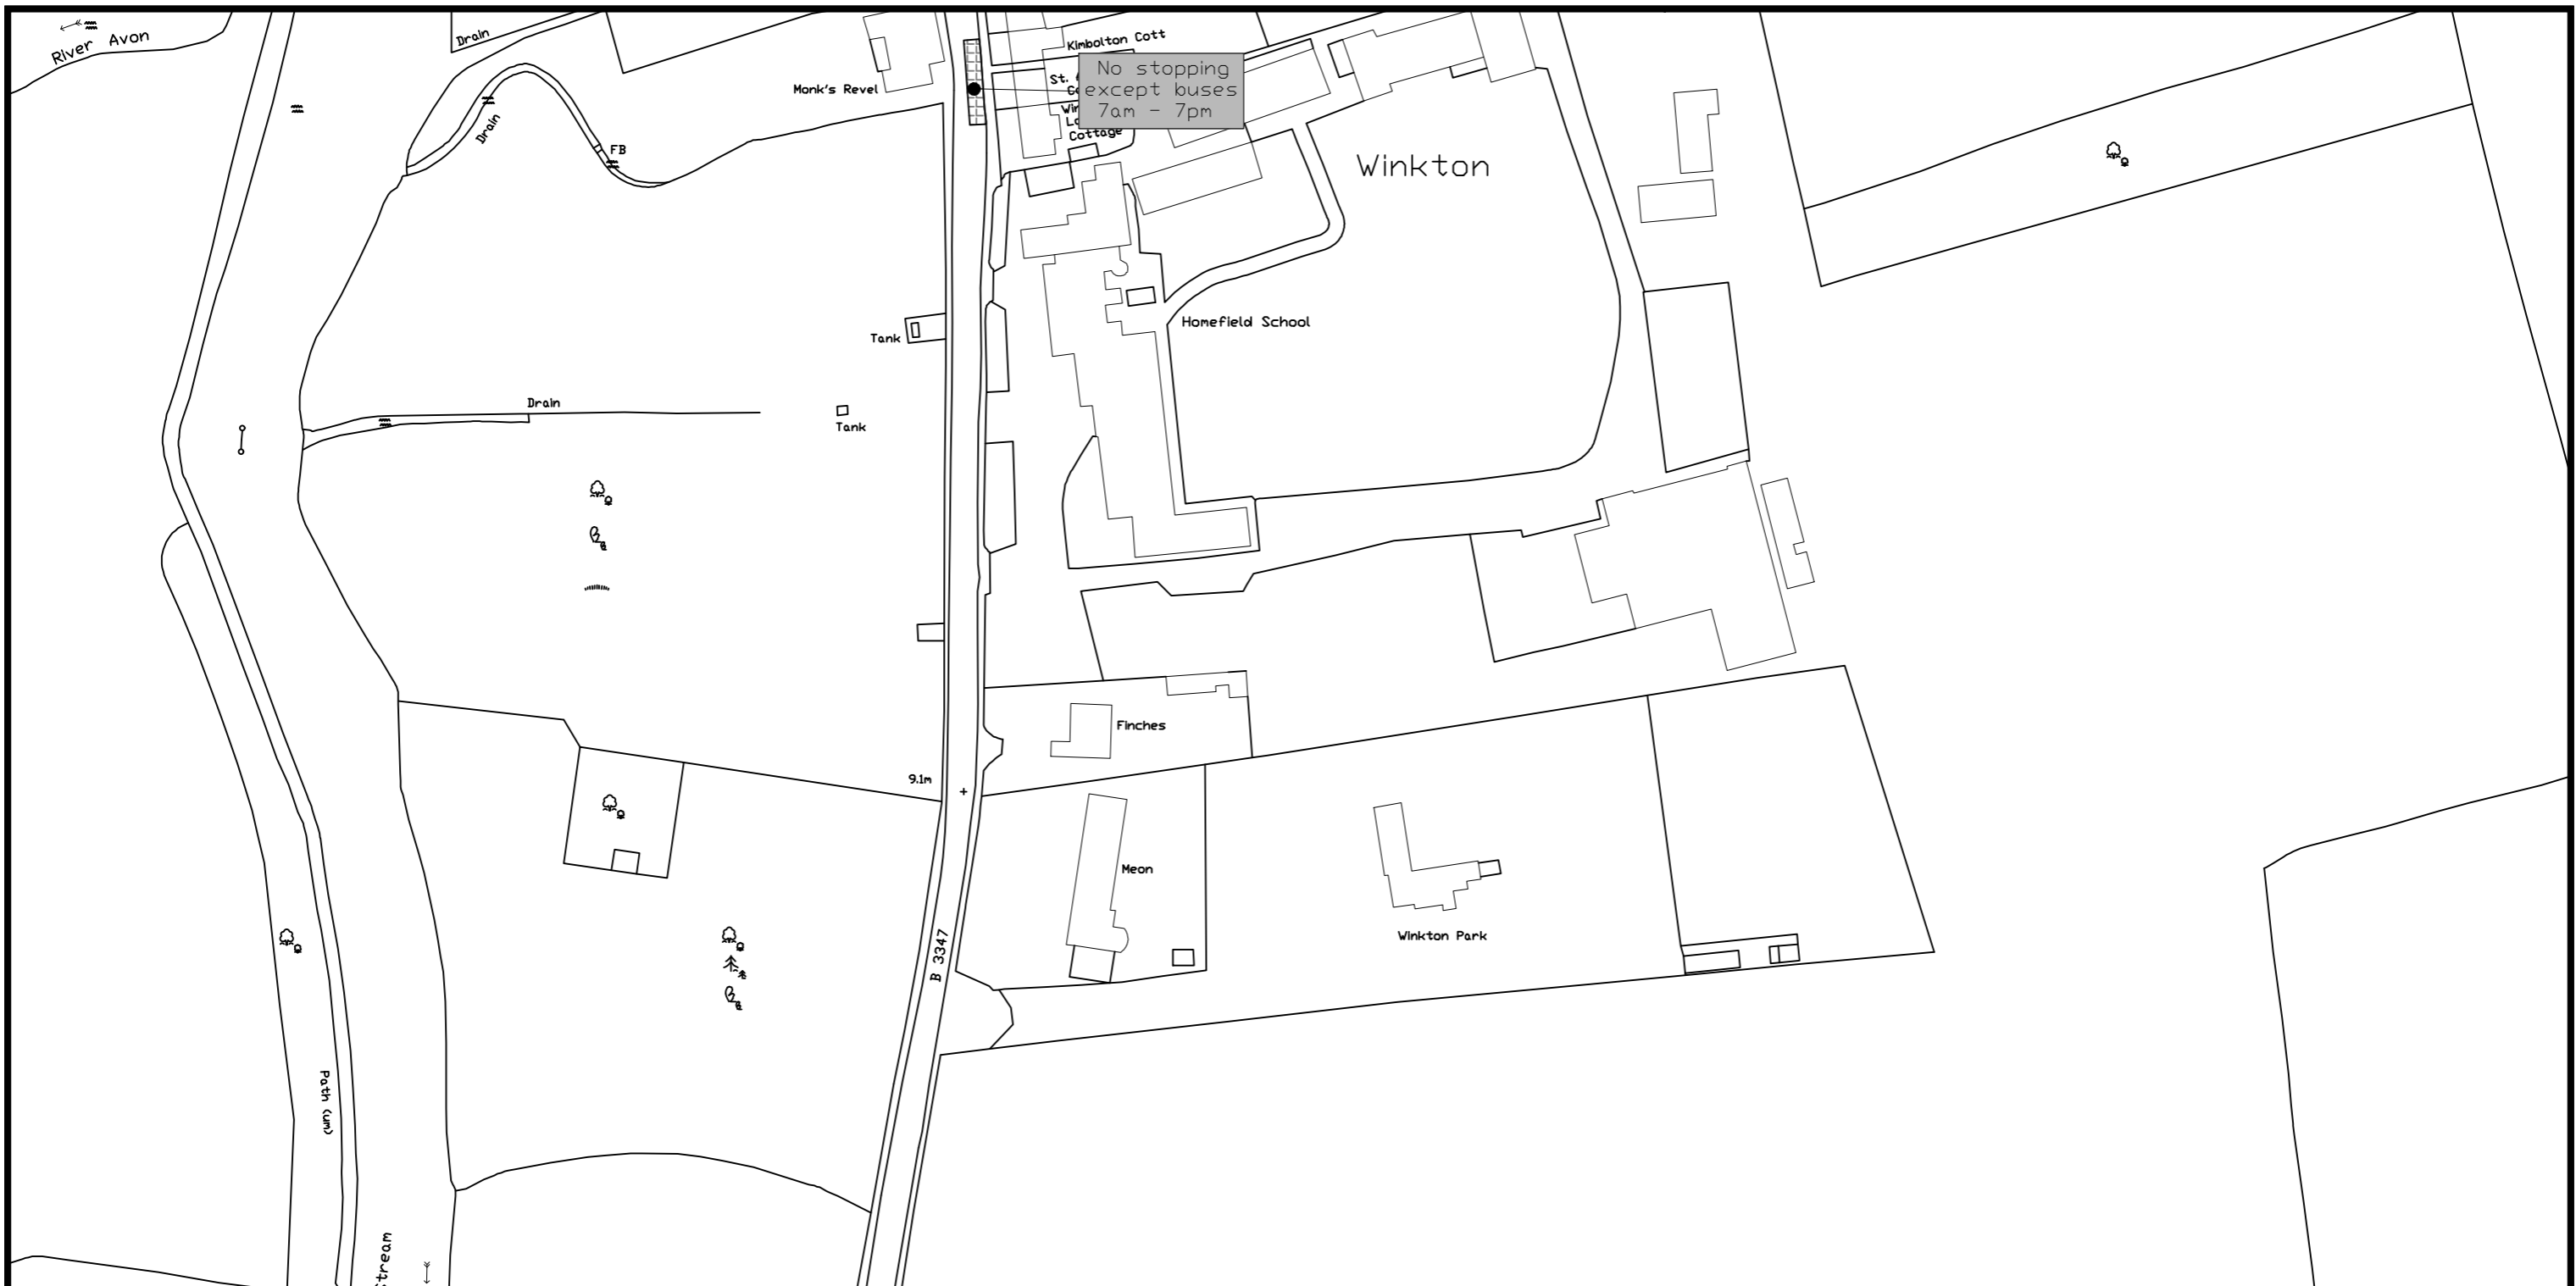 River Avon
Drain
Kimbolton Cott
No stopping
except buses
7am - 7pm
St.
Monk's Revel
Cottage
Drain
FB
Winkton
Homefield School
Tank
Drain
Tank
Finches
9.1m
Meon
B 3347
Winkton Park
Path (um)